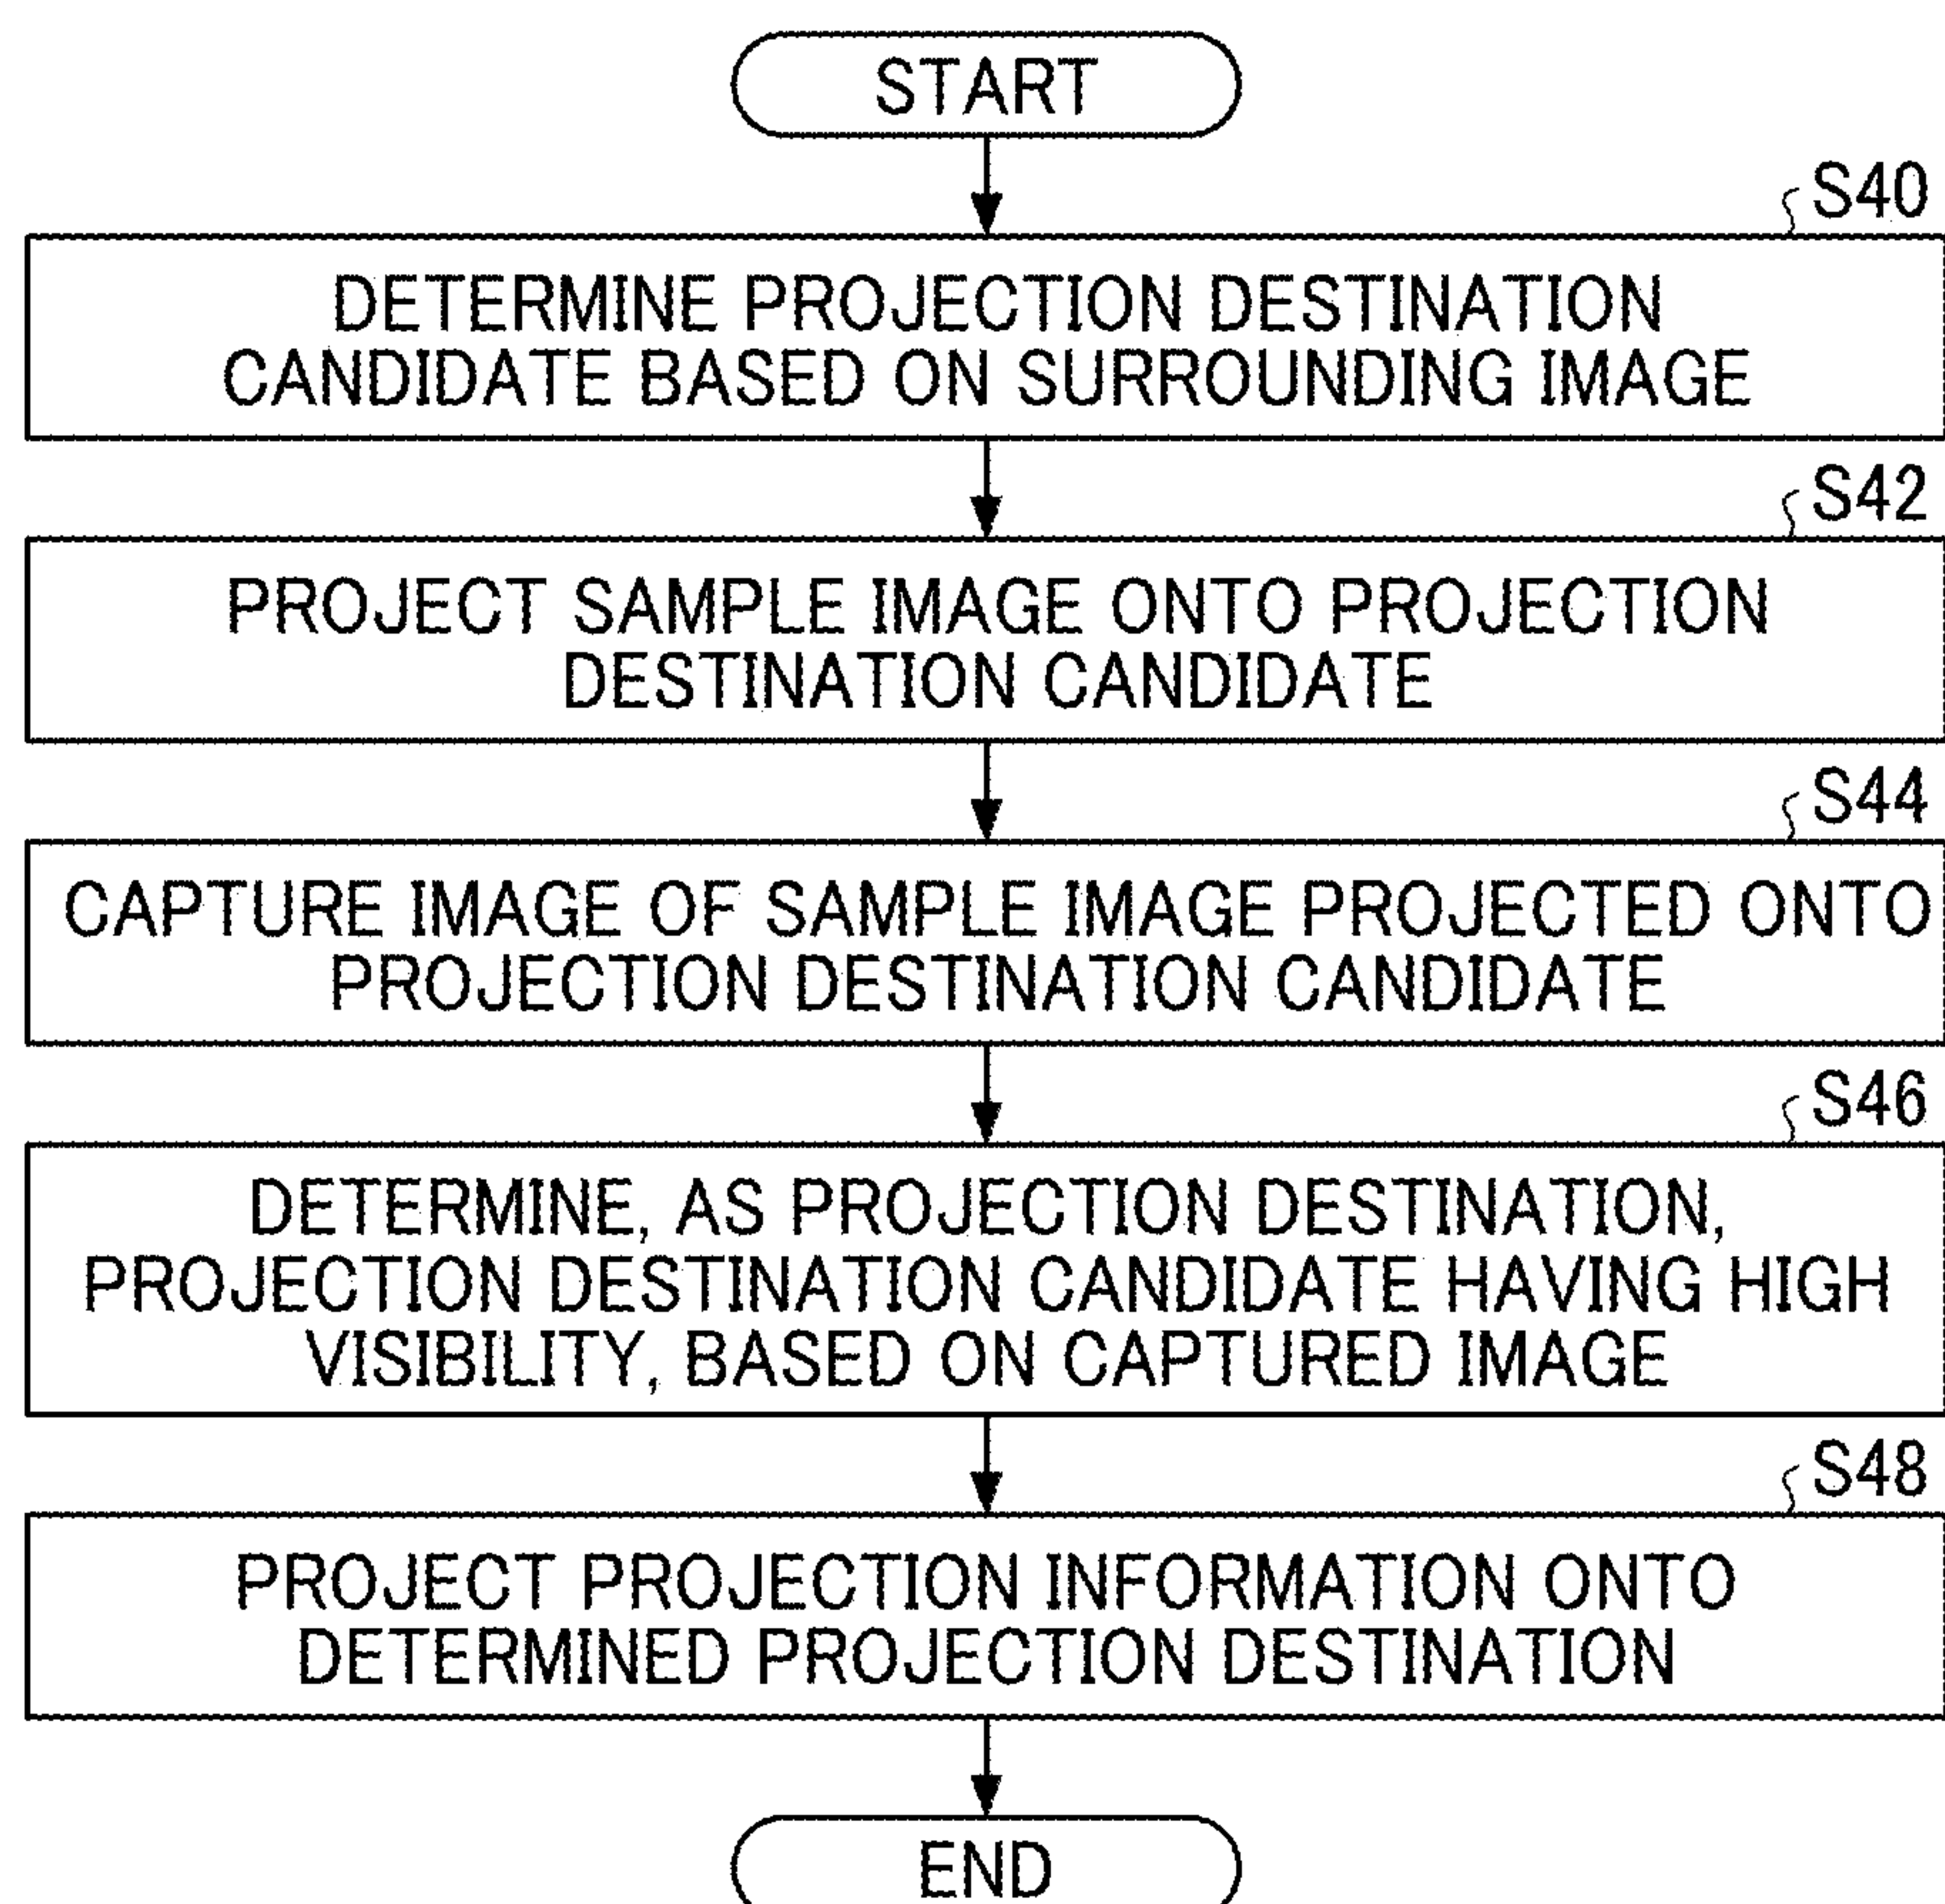 START
S40
DETERMINE PROJECTION DESTINATION
CANDIDATE BASED ON SURROUNDING IMAGE
S42
PROJECT SAMPLE IMAGE ONTO PROJECTION
DESTINATION CANDIDATE
S44
CAPTURE IMAGE OF SAMPLE IMAGE PROJECTED ONTO
PROJECTION DESTINATION CANDIDATE
S46
DETERMINE, AS PROJECTION DESTINATION,
PROJECTION DESTINATION CANDIDATE HAVING HIGH
VISIBILITY, BASED ON CAPTURED IMAGE
S48
PROJECT PROJECTION INFORMATION ONTO
DETERMINED PROJECTION DESTINATION
END